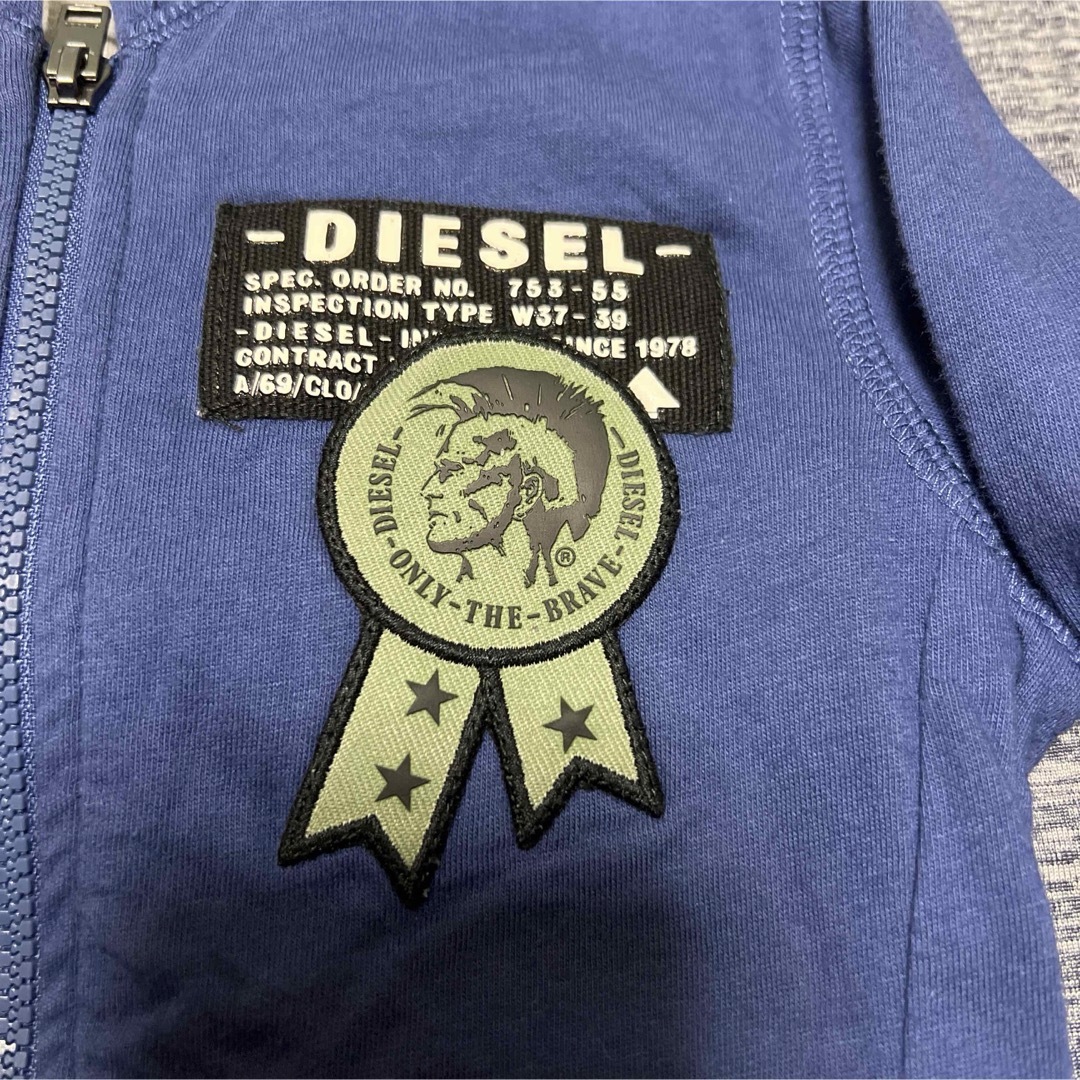 -DIESEL-
SPEC. ORDER NO. 753-55
INSPECTION TYPE W37-39
-DIESEL- SINCE 1978
CONTRACT
A/69/CLO/
DIESEL-ONLY-THE-BRAVE-DIESEL-
®